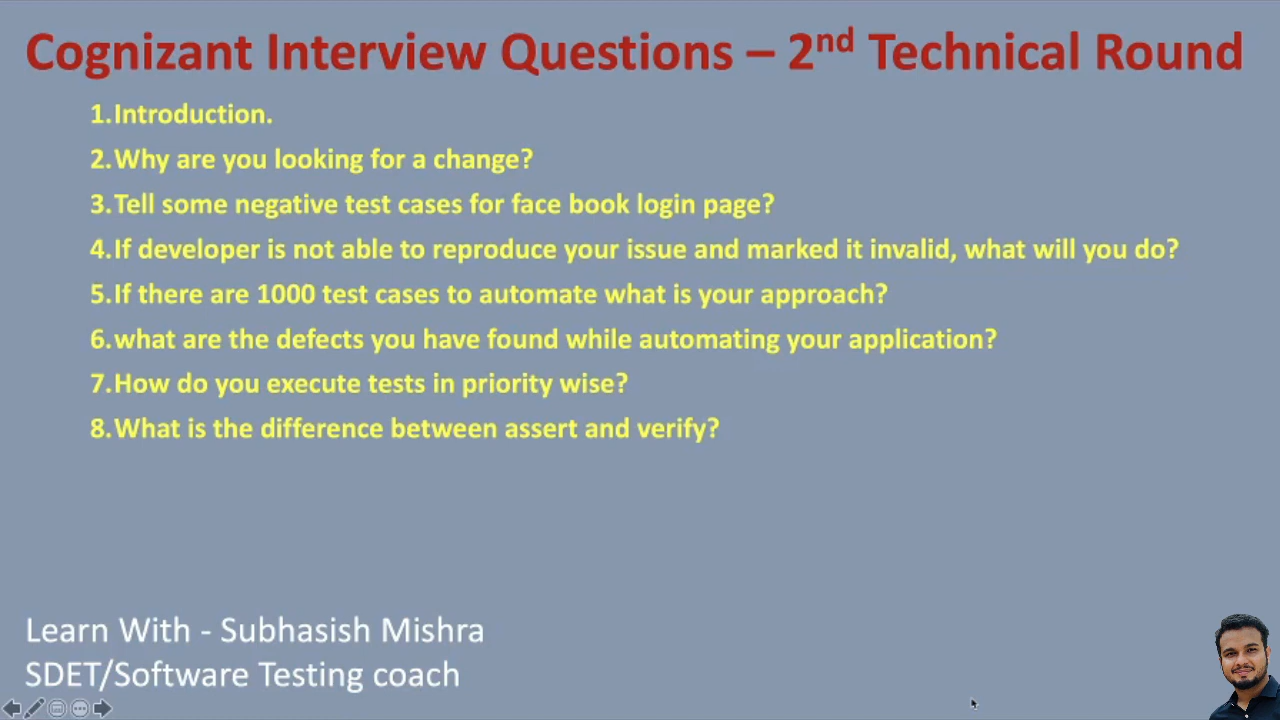 Cognizant Interview Questions – 2nd Technical Round
1.Introduction.
2.Why are you looking for a change?
3.Tell some negative test cases for face book login page?
4.If developer is not able to reproduce your issue and marked it invalid, what will you do?
5.If there are 1000 test cases to automate what is your approach?
6.what are the defects you have found while automating your application?
7.How do you execute tests in priority wise?
8.What is the difference between assert and verify?
Learn With - Subhasish Mishra
SDET/Software Testing coach